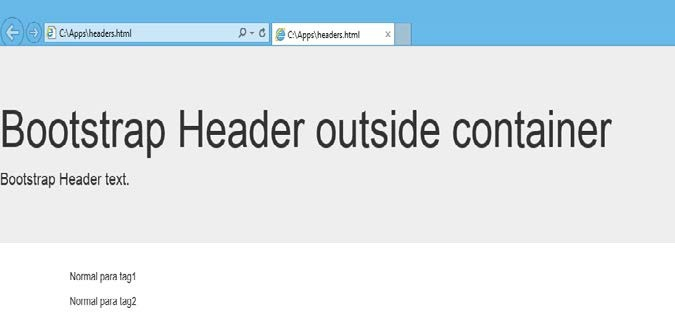 C:\Apps\headers.html
C:\Apps\headers.html
Bootstrap Header outside container
Bootstrap Header text.
Normal para tag1
Normal para tag2